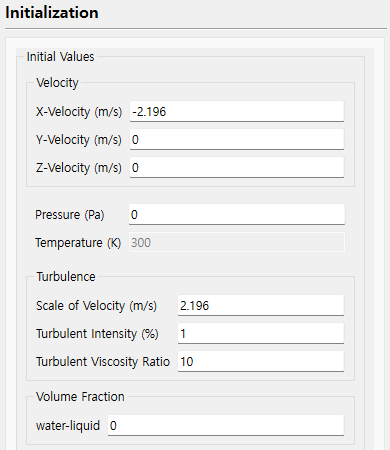 Initialization
Initial Values
Velocity
X-Velocity (m/s) -2.196
Y-Velocity (m/s) 0
Z-Velocity (m/s) 0
Pressure (Pa) 0
Temperature (K) 300
Turbulence
Scale of Velocity (m/s) 2.196
Turbulent Intensity (%) 1
Turbulent Viscosity Ratio 10
Volume Fraction
water-liquid 0